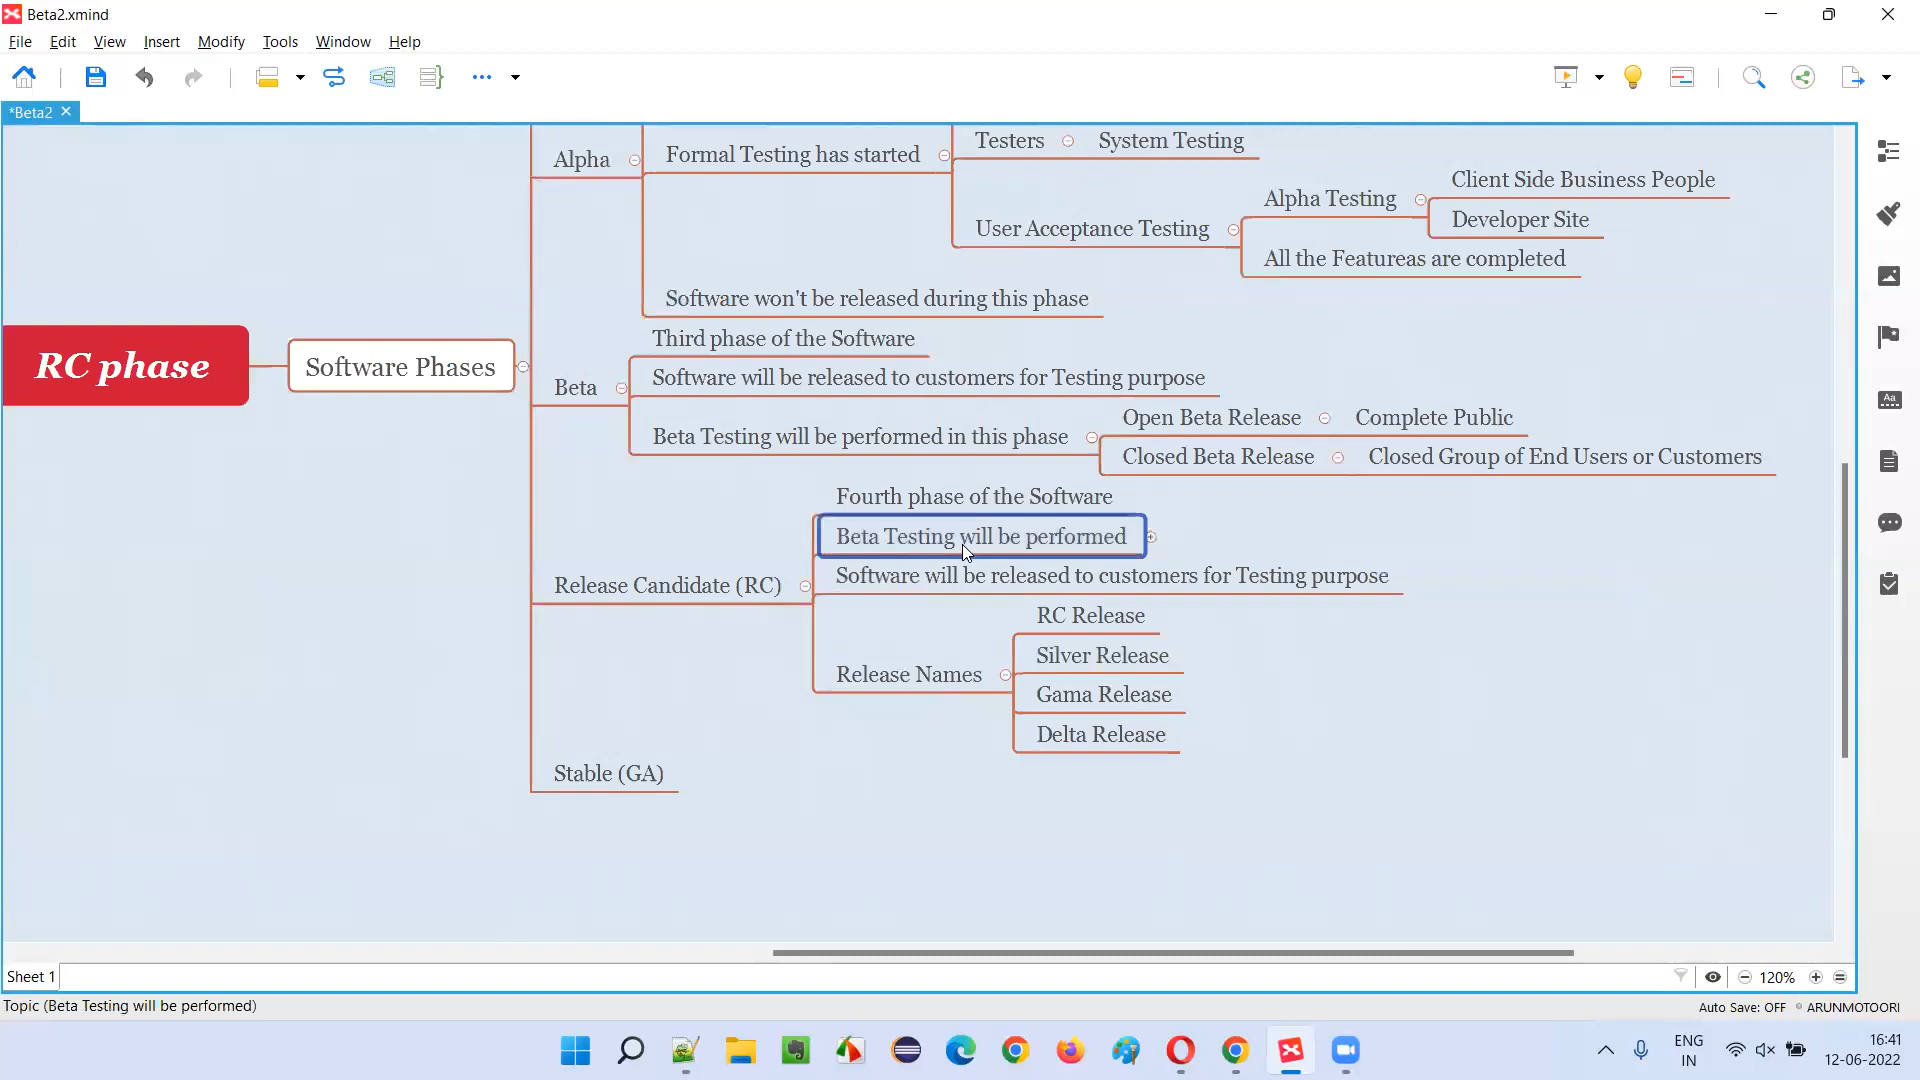 Beta2.xmind
File Edit View Insert Modify Tools Window Help
*Beta2
Testers System Testing
Alpha Formal Testing has started
Client Side Business People
Alpha Testing
Developer Site
User Acceptance Testing
All the Featureas are completed
Software won't be released during this phase
Third phase of the Software
RC phase Software Phases
Beta Software will be released to customers for Testing purpose
Open Beta Release Complete Public
Beta Testing will be performed in this phase
Closed Beta Release Closed Group of End Users or Customers
Fourth phase of the Software
Beta Testing will be performed
Release Candidate (RC) Software will be released to customers for Testing purpose
RC Release
Silver Release
Release Names
Gama Release
Delta Release
Stable (GA)
Aa
Sheet 1 120%
Topic (Beta Testing will be performed) Auto Save: OFF ARUNMOTOORI
ENG
IN
16:41
12-06-2022